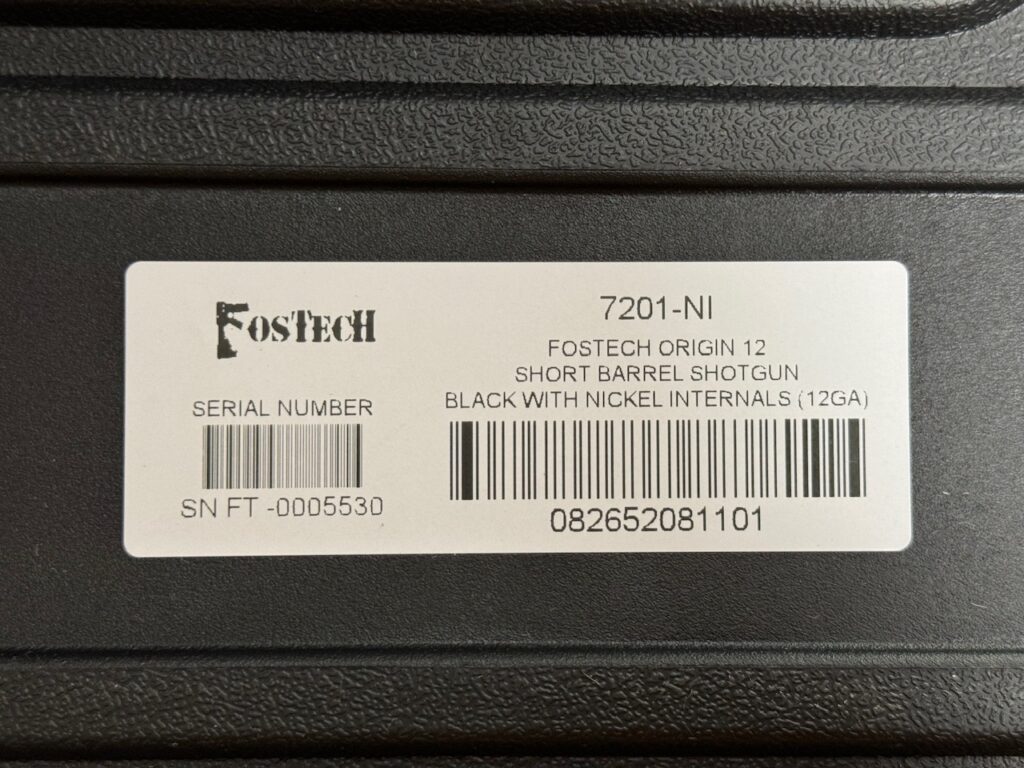 FOSTECH
SERIAL NUMBER
SN FT -0005530
7201-NI
FOSTECH ORIGIN 12
SHORT BARREL SHOTGUN
BLACK WITH NICKEL INTERNALS (12GA)
082652081101